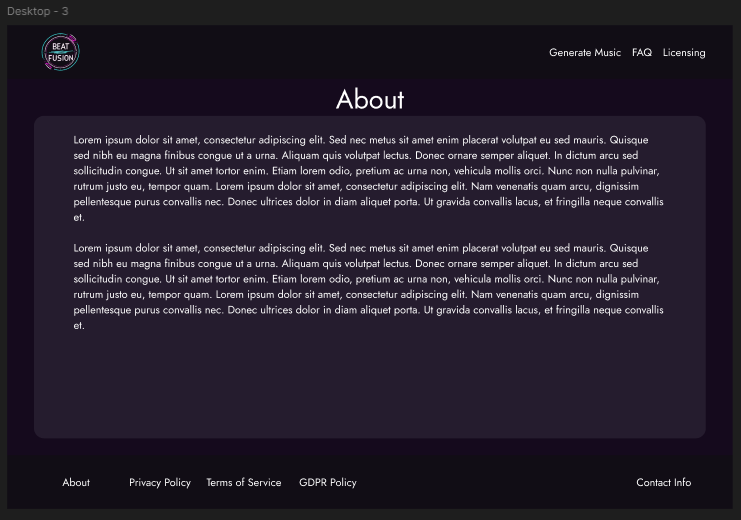 Desktop - 3
BEAT
FUSION
Generate Music FAQ Licensing
About
Lorem ipsum dolor sit amet, consectetur adipiscing elit. Sed nec metus sit amet enim placerat volutpat eu sed mauris. Quisque
sed nibh eu magna finibus congue ut a urna. Aliquam quis volutpat lectus. Donec ornare semper aliquet. In dictum arcu sed
sollicitudin congue. Ut sit amet tortor enim. Etiam lorem odio, pretium ac urna non, vehicula mollis orci. Nunc non nulla pulvinar,
rutrum justo eu, tempor quam. Lorem ipsum dolor sit amet, consectetur adipiscing elit. Nam venenatis quam arcu, dignissim
pellentesque purus convallis nec. Donec ultrices dolor in diam aliquet porta. Ut gravida convallis lacus, et fringilla neque convallis
et.
Lorem ipsum dolor sit amet, consectetur adipiscing elit. Sed nec metus sit amet enim placerat volutpat eu sed mauris. Quisque
sed nibh eu magna finibus congue ut a urna. Aliquam quis volutpat lectus. Donec ornare semper aliquet. In dictum arcu sed
sollicitudin congue. Ut sit amet tortor enim. Etiam lorem odio, pretium ac urna non, vehicula mollis orci. Nunc non nulla pulvinar,
rutrum justo eu, tempor quam. Lorem ipsum dolor sit amet, consectetur adipiscing elit. Nam venenatis quam arcu, dignissim
pellentesque purus convallis nec. Donec ultrices dolor in diam aliquet porta. Ut gravida convallis lacus, et fringilla neque convallis
et.
About Privacy Policy Terms of Service GDPR Policy Contact Info